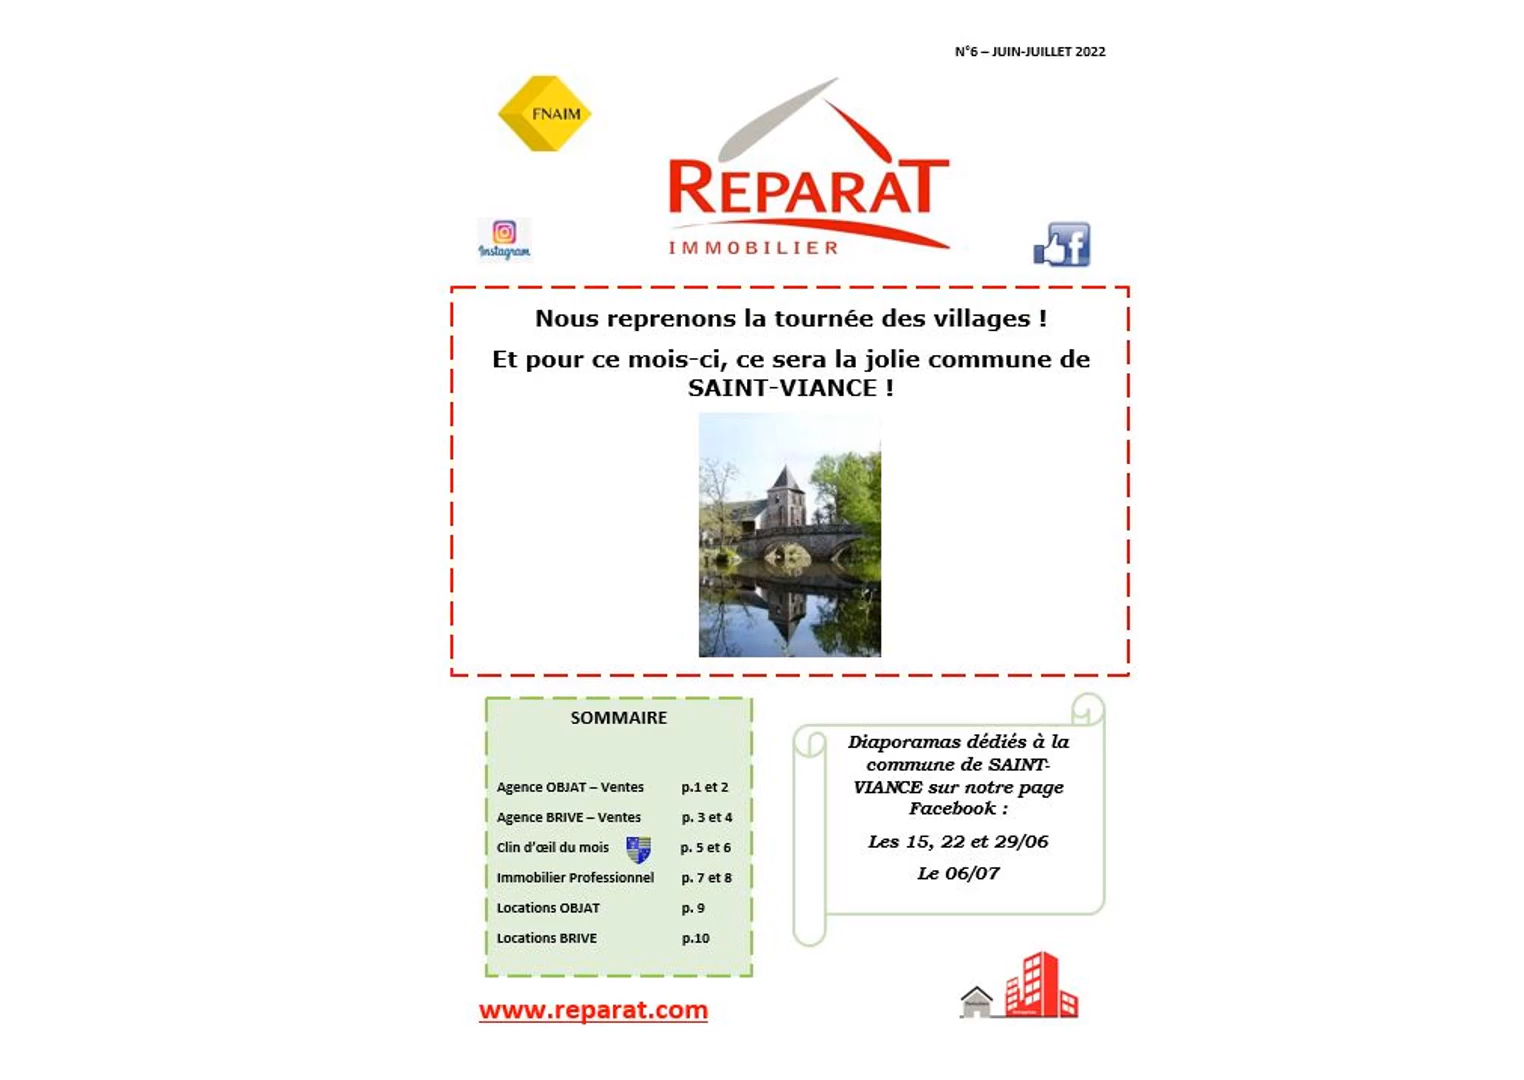 N°6 – JUIN-JUILLET 2022
FNAIM
REPARAT
IMMOBILIER
Instagram
f
Nous reprenons la tournée des villages !
Et pour ce mois-ci, ce sera la jolie commune de
SAINT-VIANCE !
SOMMAIRE
Agence OBJAT – Ventes p.1 et 2
Agence BRIVE – Ventes p. 3 et 4
Clin d'œil du mois p. 5 et 6
Immobilier Professionnel p. 7 et 8
Locations OBJAT p. 9
Locations BRIVE p.10
Diaporamas dédiés à la
commune de SAINT-
VIANCE sur notre page
Facebook :
Les 15, 22 et 29/06
Le 06/07
www.reparat.com